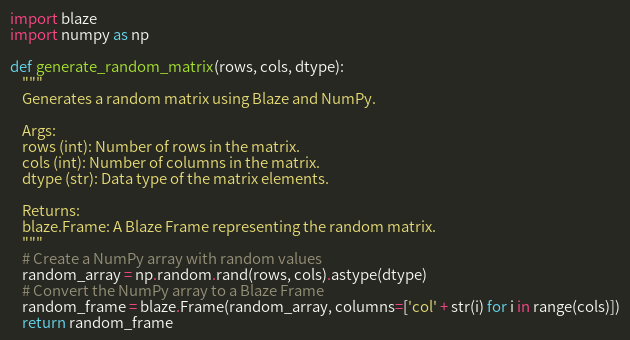 import blaze
import numpy as np

def generate_random_matrix(rows, cols, dtype):
    """
    Generates a random matrix using Blaze and NumPy.

    Args:
    rows (int): Number of rows in the matrix.
    cols (int): Number of columns in the matrix.
    dtype (str): Data type of the matrix elements.

    Returns:
    blaze.Frame: A Blaze Frame representing the random matrix.
    """
    # Create a NumPy array with random values
    random_array = np.random.rand(rows, cols).astype(dtype)
    # Convert the NumPy array to a Blaze Frame
    random_frame = blaze.Frame(random_array, columns=['col' + str(i) for i in range(cols)])
    return random_frame